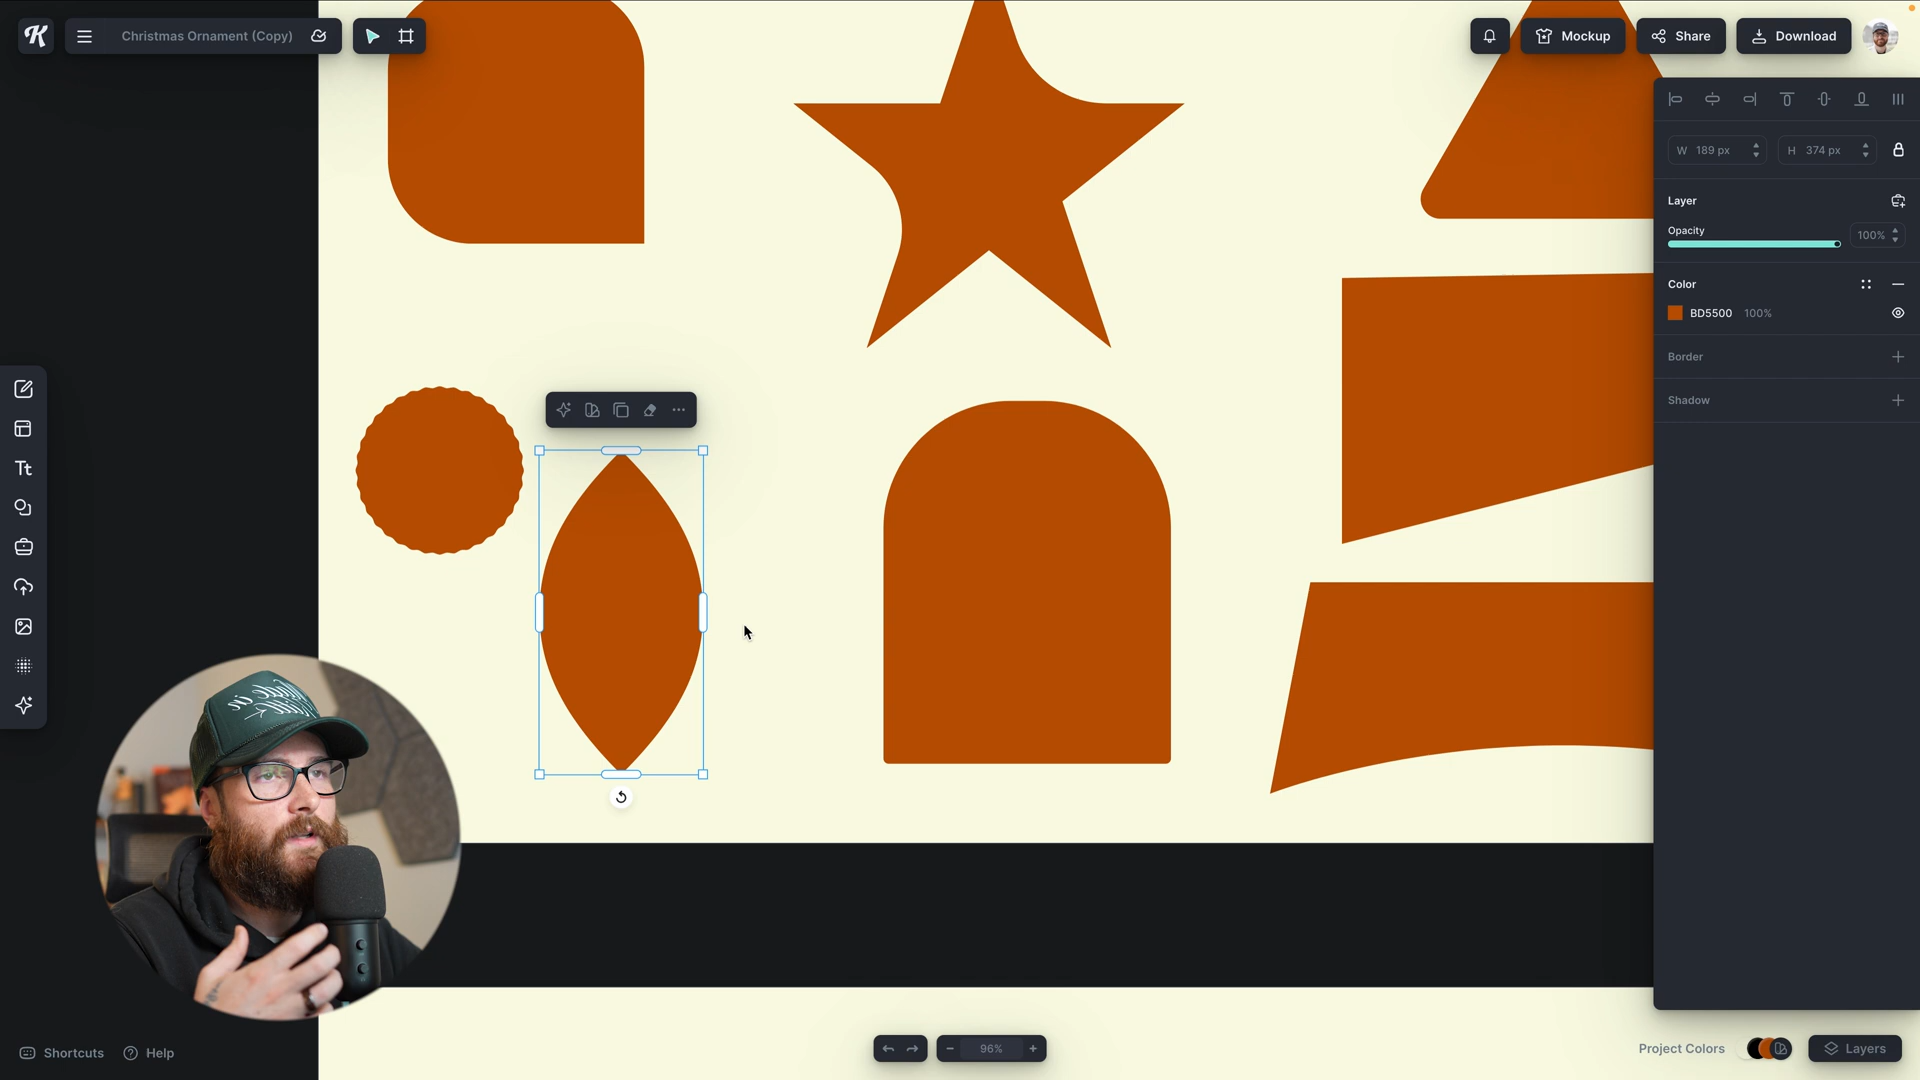 Christmas Ornament (Copy)
Mockup
Share
Download
W 189 px
H 374 px
Layer
Opacity
100%
Color
BD5500 100%
Border
Shadow
Tt
Shortcuts
Help
96%
Project Colors
Layers